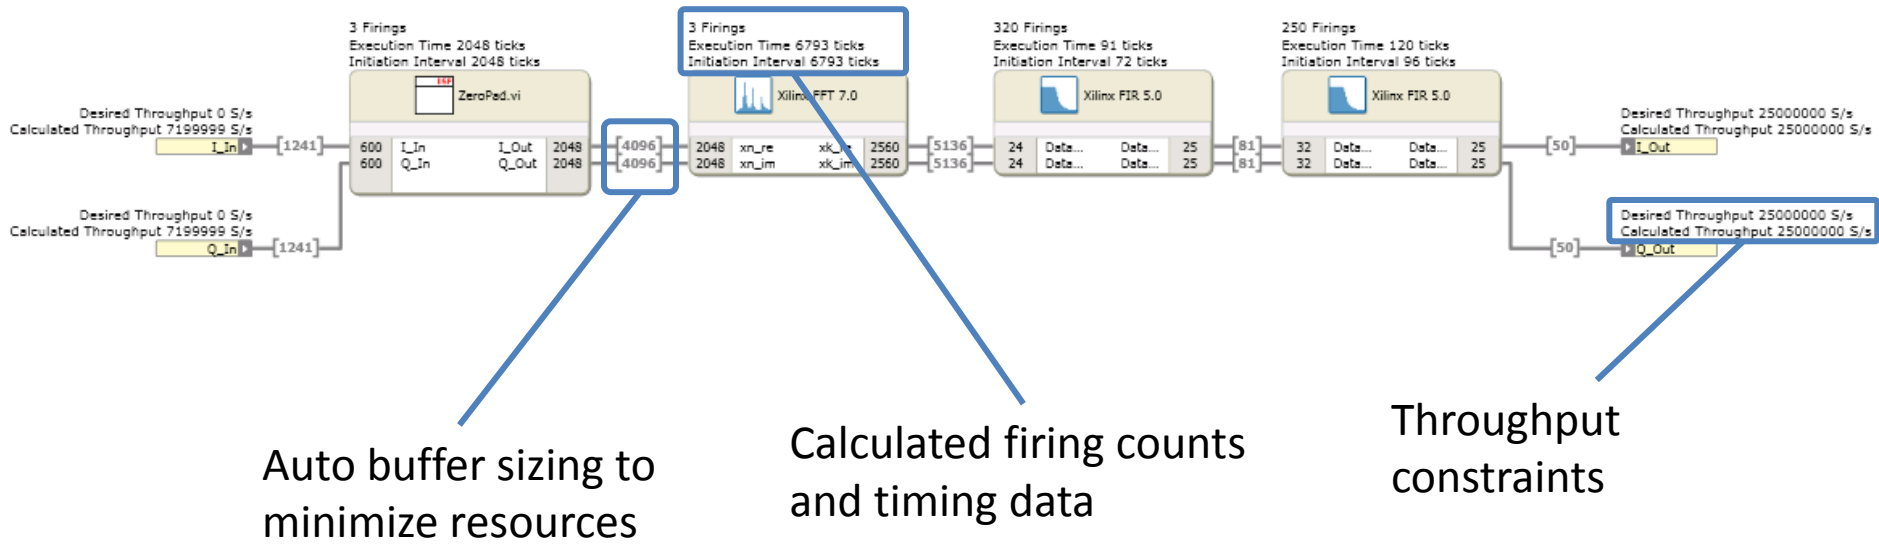 3 Firings
Execution Time 2048 ticks
Initiation Interval 2048 ticks
3 Firings
Execution Time 6793 ticks
Initiation Interval 6793 ticks
320 Firings
Execution Time 91 ticks
Initiation Interval 72 ticks
250 Firings
Execution Time 120 ticks
Initiation Interval 96 ticks
ESP
ZeroPad.vi
Xilinx FFT 7.0
Xilinx FIR 5.0
Xilinx FIR 5.0
Desired Throughput 0 S/s
Calculated Throughput 7199999 S/s
I_In
[1241]
600 I_In I_Out 2048
600 Q_In Q_Out 2048
[4096]
[4096]
2048 xn_re xk_re 2560
2048 xn_im xk_im 2560
[5136]
[5136]
24 Data... Data... 25
24 Data... Data... 25
[81]
[81]
32 Data... Data... 25
32 Data... Data... 25
[50]
Desired Throughput 25000000 S/s
Calculated Throughput 25000000 S/s
I_Out
Desired Throughput 0 S/s
Calculated Throughput 7199999 S/s
Q_In
[1241]
[50]
Desired Throughput 25000000 S/s
Calculated Throughput 25000000 S/s
Q_Out
Auto buffer sizing to
minimize resources
Calculated firing counts
and timing data
Throughput
constraints